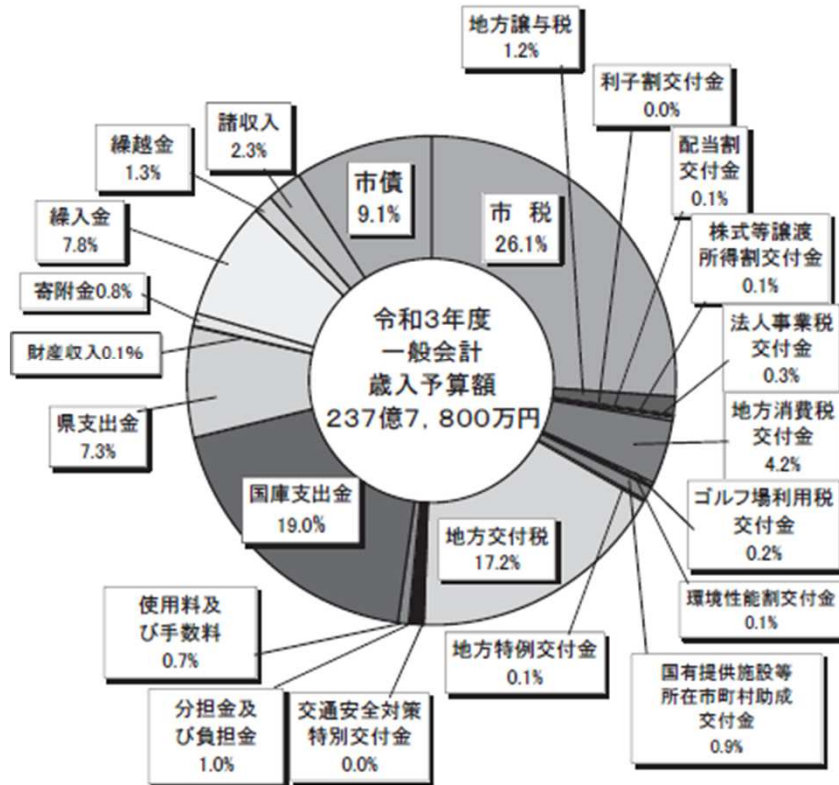 令和3年度
一般会計
歳入予算額
237億7,800万円
市 税
26.1%
地方譲与税
1.2%
利子割交付金
0.0%
配当割
交付金
0.1%
株式等譲渡
所得割交付金
0.1%
法人事業税
交付金
0.3%
地方消費税
交付金
4.2%
ゴルフ場利用税
交付金
0.2%
環境性能割交付金
0.1%
国有提供施設等
所在市町村助成
交付金
0.9%
地方特例交付金
0.1%
地方交付税
17.2%
交通安全対策
特別交付金
0.0%
分担金及
び負担金
1.0%
使用料及
び手数料
0.7%
国庫支出金
19.0%
県支出金
7.3%
財産収入0.1%
寄附金0.8%
繰入金
7.8%
繰越金
1.3%
諸収入
2.3%
市債
9.1%